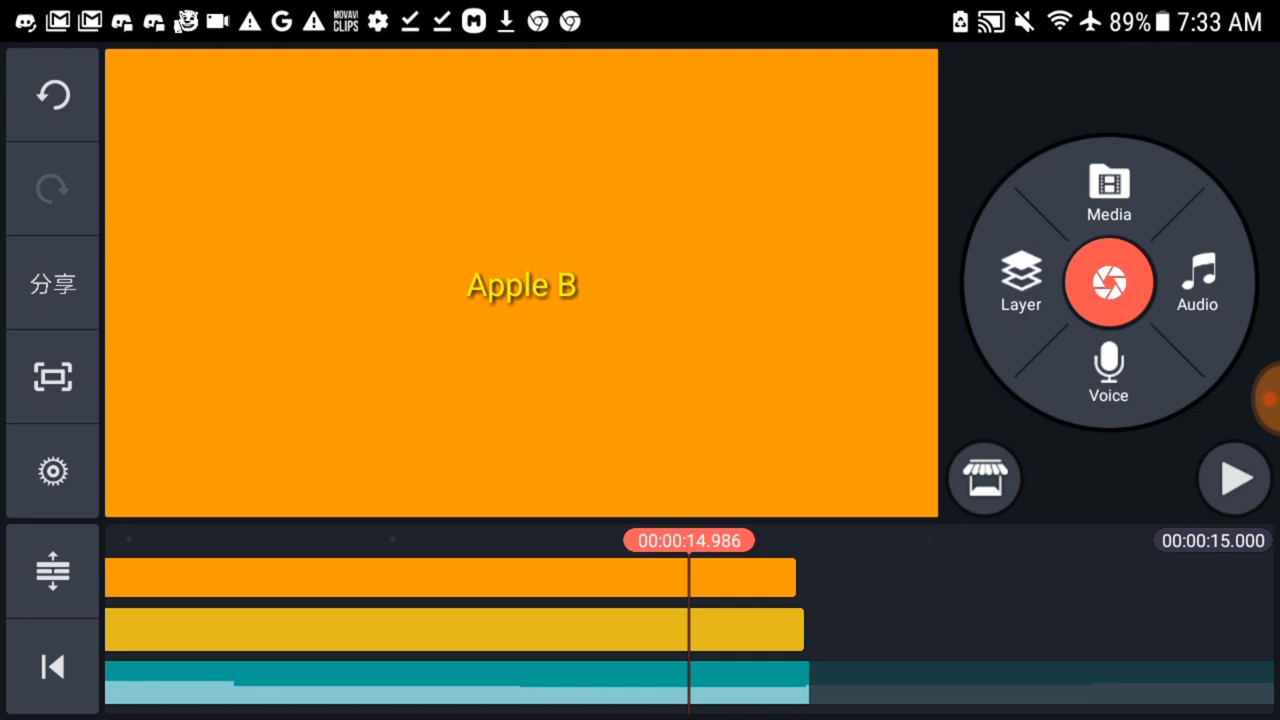 MOVAVI
CLIPS
89% 7:33 AM
分享
Apple B
Media
Layer
Audio
Voice
00:00:14.986
00:00:15.000